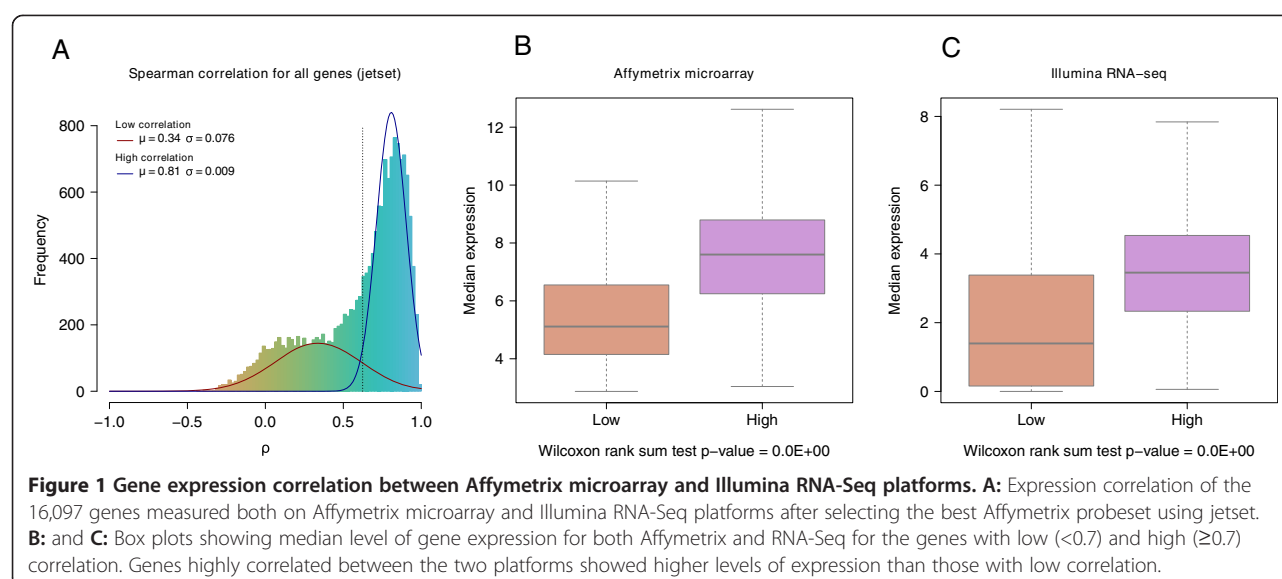 A
Spearman correlation for all genes (jetset)
Low correlation
μ = 0.34 σ = 0.076
High correlation
μ = 0.81 σ = 0.009
Frequency
800
600
400
200
0
−1.0 −0.5 0.0 0.5 1.0
ρ
B
Affymetrix microarray
Median expression
12
10
8
6
4
Low High
Wilcoxon rank sum test p−value = 0.0E+00
C
Illumina RNA−seq
Median expression
8
6
4
2
0
Low High
Wilcoxon rank sum test p−value = 0.0E+00
Figure 1 Gene expression correlation between Affymetrix microarray and Illumina RNA-Seq platforms. A: Expression correlation of the
16,097 genes measured both on Affymetrix microarray and Illumina RNA-Seq platforms after selecting the best Affymetrix probeset using jetset.
B: and C: Box plots showing median level of gene expression for both Affymetrix and RNA-Seq for the genes with low (<0.7) and high (≥0.7)
correlation. Genes highly correlated between the two platforms showed higher levels of expression than those with low correlation.